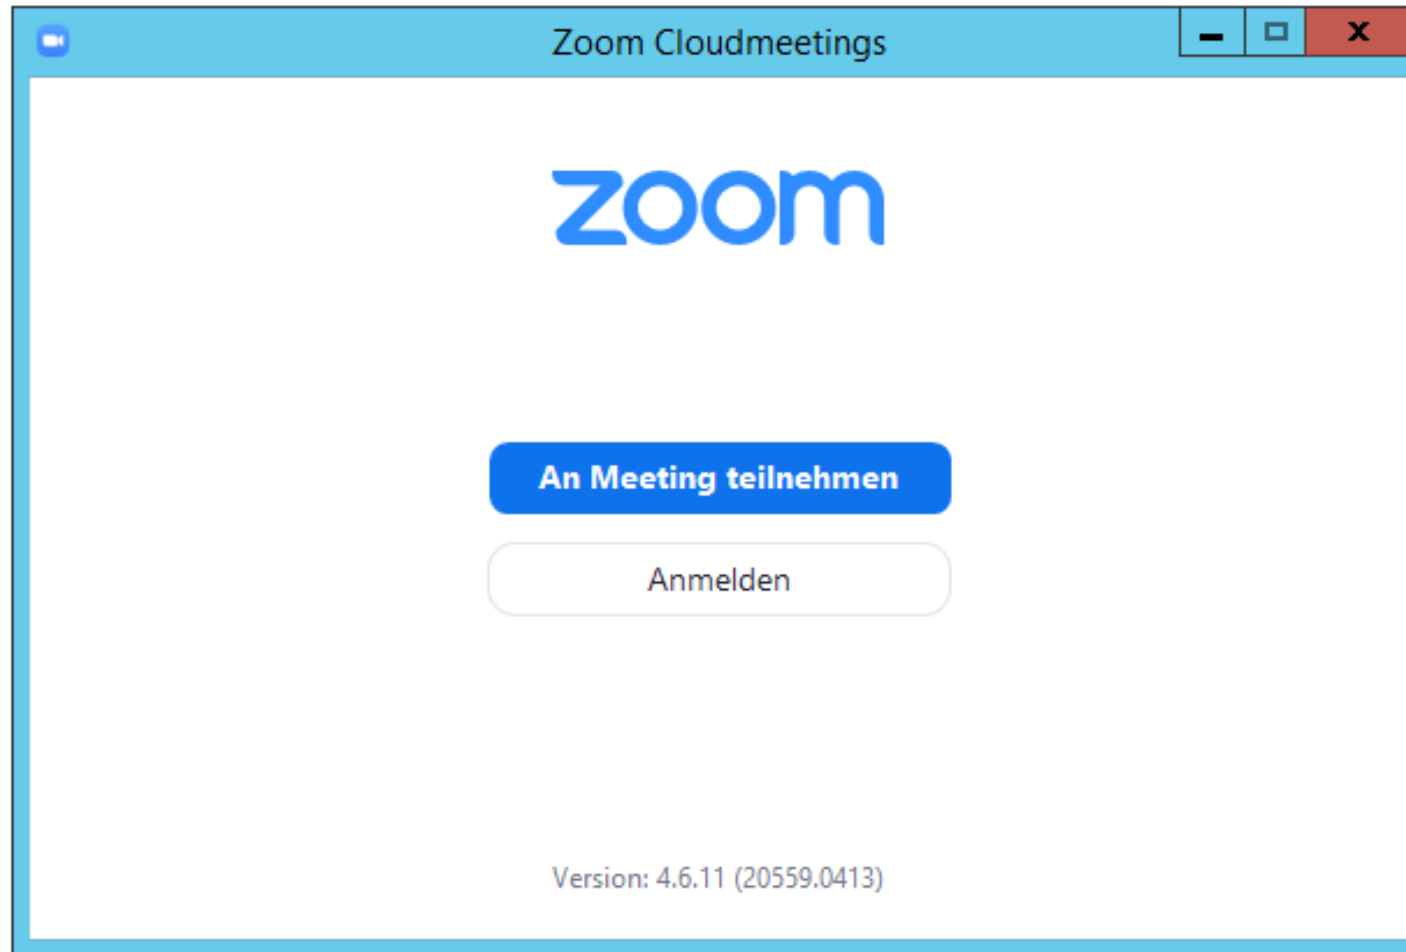 Zoom Cloudmeetings
zoom
An Meeting teilnehmen
Anmelden
Version: 4.6.11 (20559.0413)